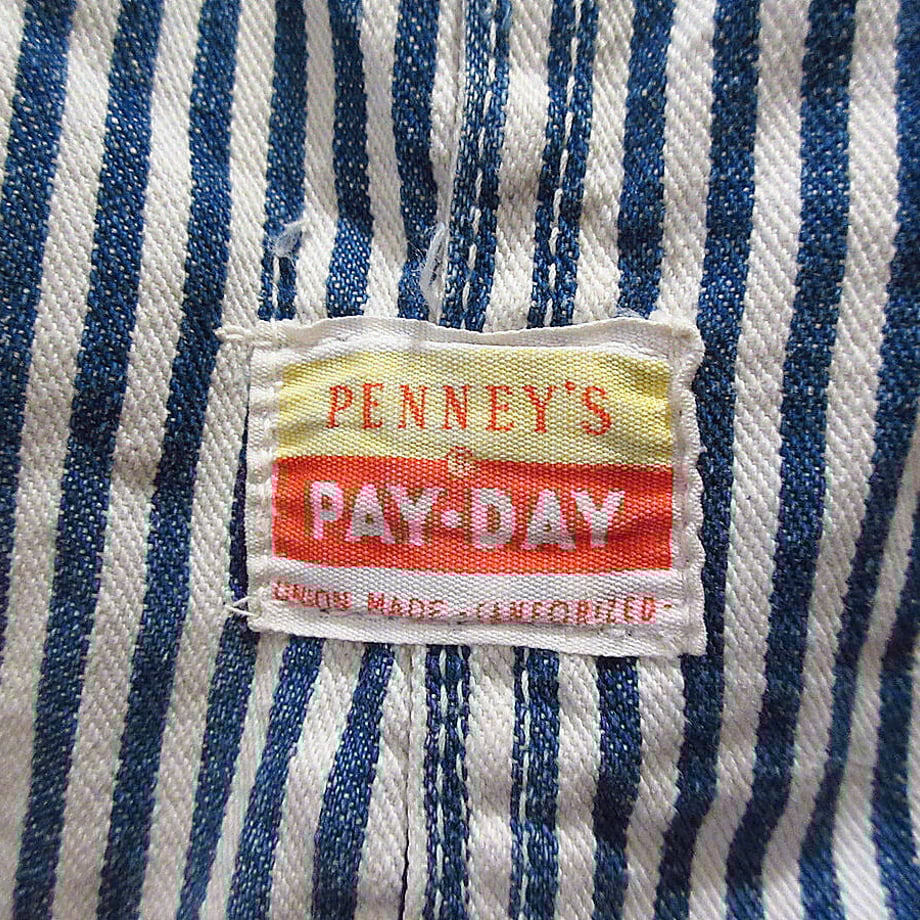 PENNEY'S
®
PAY·DAY
UNION MADE - SANFORIZED -